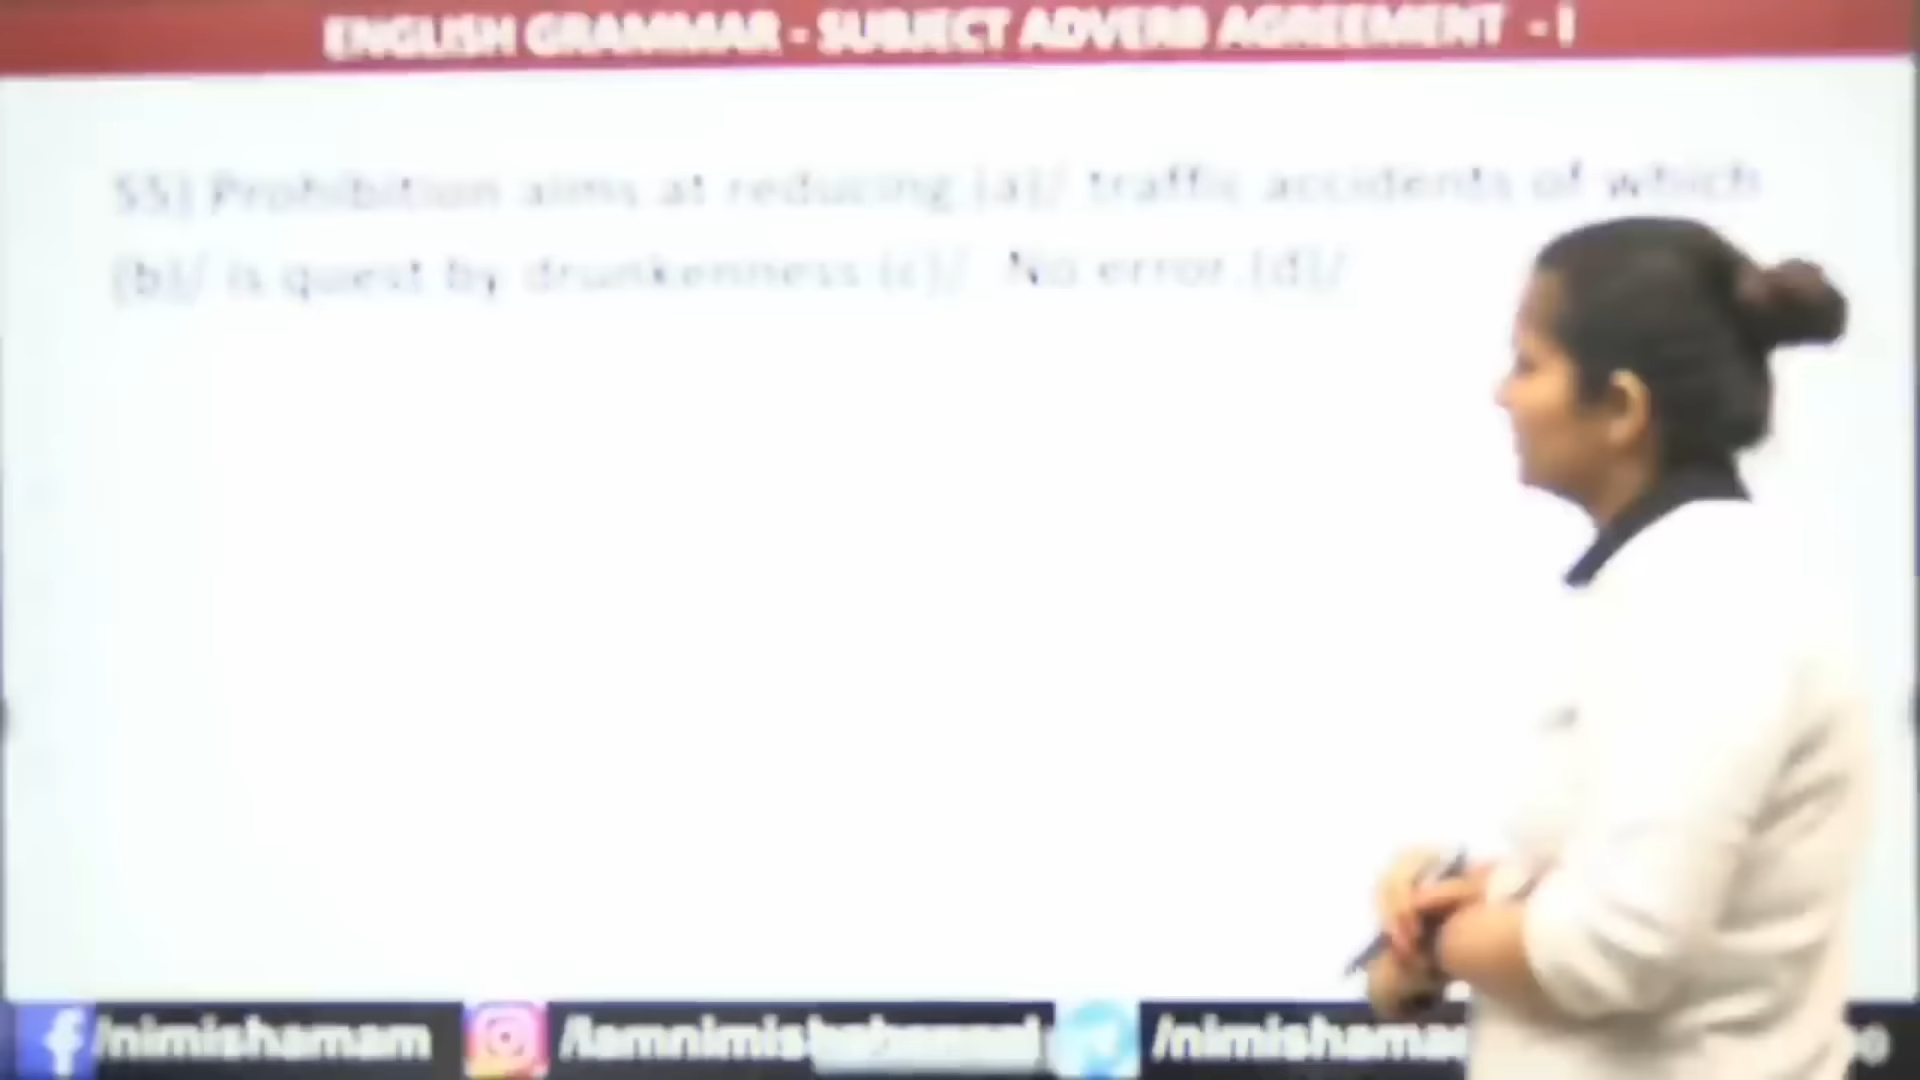 ENGLISH GRAMMAR - SUBJECT ADVERB AGREEMENT - I
55) Prohibition aims at reducing (a)/ traffic accidents of which
(b)/ is quest by drunkenness (c)/ No error.(d)/
/nimishamam
/nimishamam